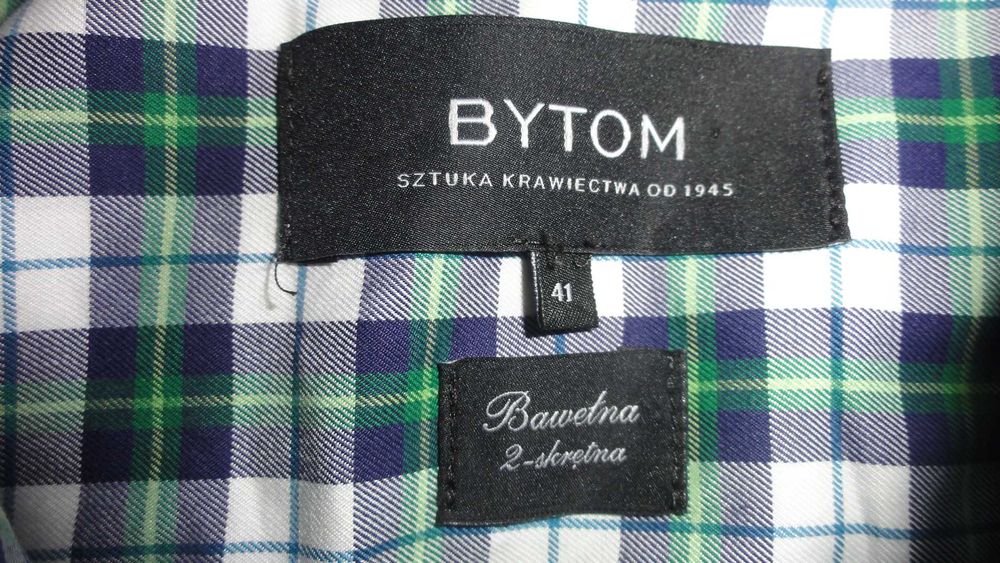 BYTOM
SZTUKA KRAWIECTWA OD 1945
41
Bawełna
2-skrętna